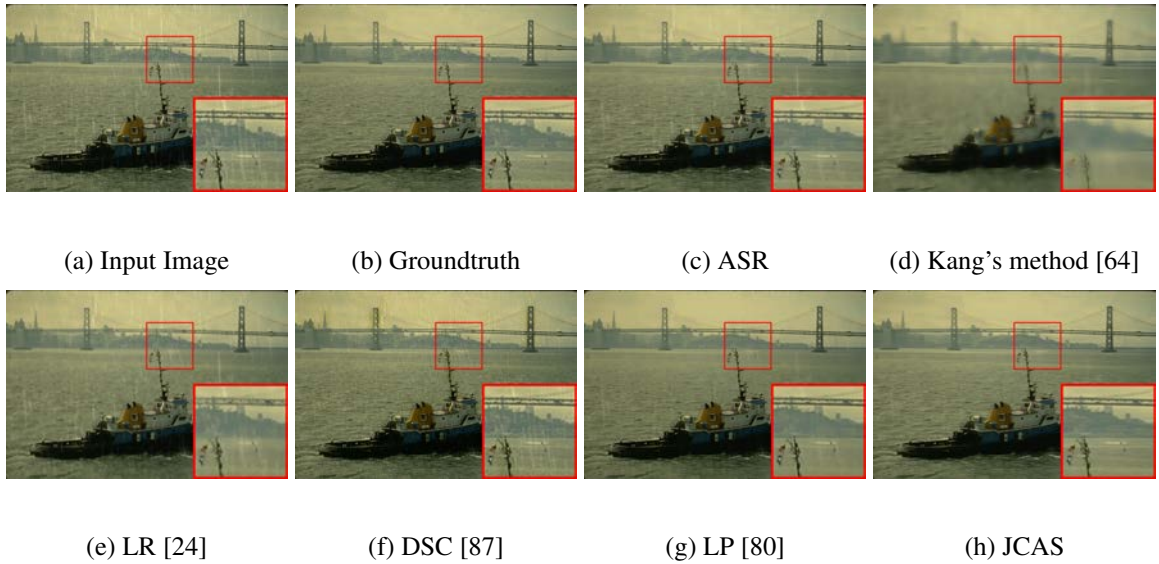 (a) Input Image (b) Groundtruth (c) ASR (d) Kang's method [64]
(e) LR [24] (f) DSC [87] (g) LP [80] (h) JCAS